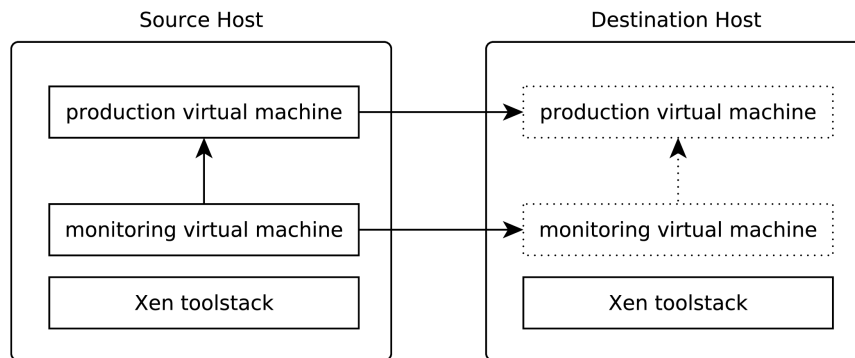 Source Host
Destination Host
production virtual machine
production virtual machine
monitoring virtual machine
monitoring virtual machine
Xen toolstack
Xen toolstack